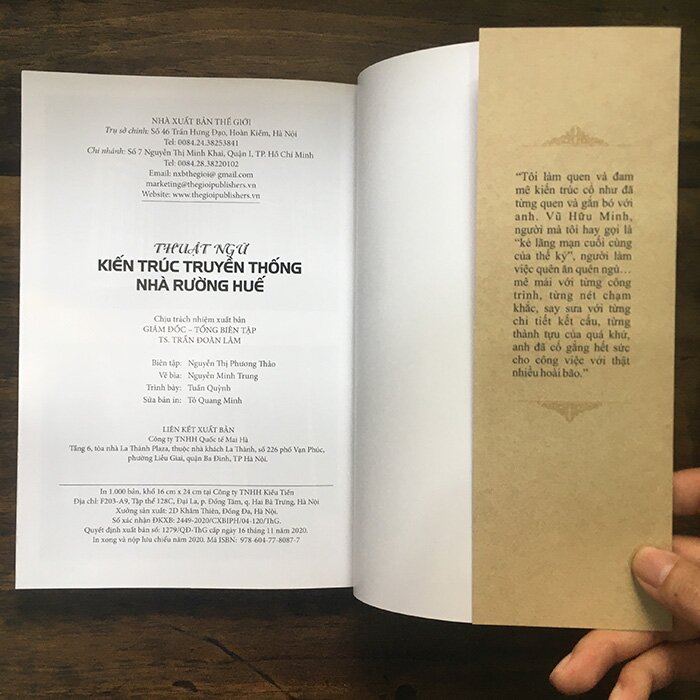 NHÀ XUẤT BẢN THẾ GIỚI
Trụ sở chính: Số 46 Trần Hưng Đạo, Hoàn Kiếm, Hà Nội
Tel: 0084.24.38253841
Chi nhánh: Số 7 Nguyễn Thị Minh Khai, Quận I, TP. Hồ Chí Minh
Tel: 0084.28.38220102
Email: nxbthegioi@ gmail.com
marketing@thegioipublishers.vn
Website: www.thegioipublishers.vn
THUẬT NGỮ
KIẾN TRÚC TRUYỀN THỐNG
NHÀ RƯỜNG HUẾ
Chịu trách nhiệm xuất bản
GIÁM ĐỐC – TỔNG BIÊN TẬP
TS. TRẦN ĐOÀN LÂM
Biên tập: Nguyễn Thị Phương Thảo
Vẽ bìa: Nguyễn Minh Trung
Trình bày: Tuấn Quỳnh
Sửa bản in: Tô Quang Minh
LIÊN KẾT XUẤT BẢN
Công ty TNHH Quốc tế Mai Hà
Tầng 6, tòa nhà La Thành Plaza, thuộc nhà khách La Thành, số 226 phố Vạn Phúc,
phường Liễu Giai, quận Ba Đình, TP Hà Nội.
In 1.000 bản, khổ 16 cm x 24 cm tại Công ty TNHH Kiều Tiến
Địa chỉ: F203-A9, Tập thể 128C, Đại La, p. Đồng Tâm, q. Hai Bà Trưng, Hà Nội
Xưởng sản xuất: 2D Khâm Thiên, Đống Đa, Hà Nội.
Số xác nhận ĐKXB: 2449-2020/CXBIPH/04-120/ThG.
Quyết định xuất bản số: 1279/QĐ-ThG cấp ngày 16 tháng 11 năm 2020.
In xong và nộp lưu chiểu năm 2020. Mã ISBN: 978-604-77-8087-7
“Tôi làm quen và đam
mê kiến trúc cổ như đã
từng quen và gắn bó với
anh. Vũ Hữu Minh,
người mà tôi hay gọi là
“kẻ lãng mạn cuối cùng
của thế kỷ”, người làm
việc quên ăn quên ngủ...
mê mải với từng công
trình, từng nét chạm
khắc, say sưa với từng
chi tiết kết cấu, từng
thành tựu của quá khứ,
anh đã cố gắng hết sức
cho công việc với thật
nhiều hoài bão.”